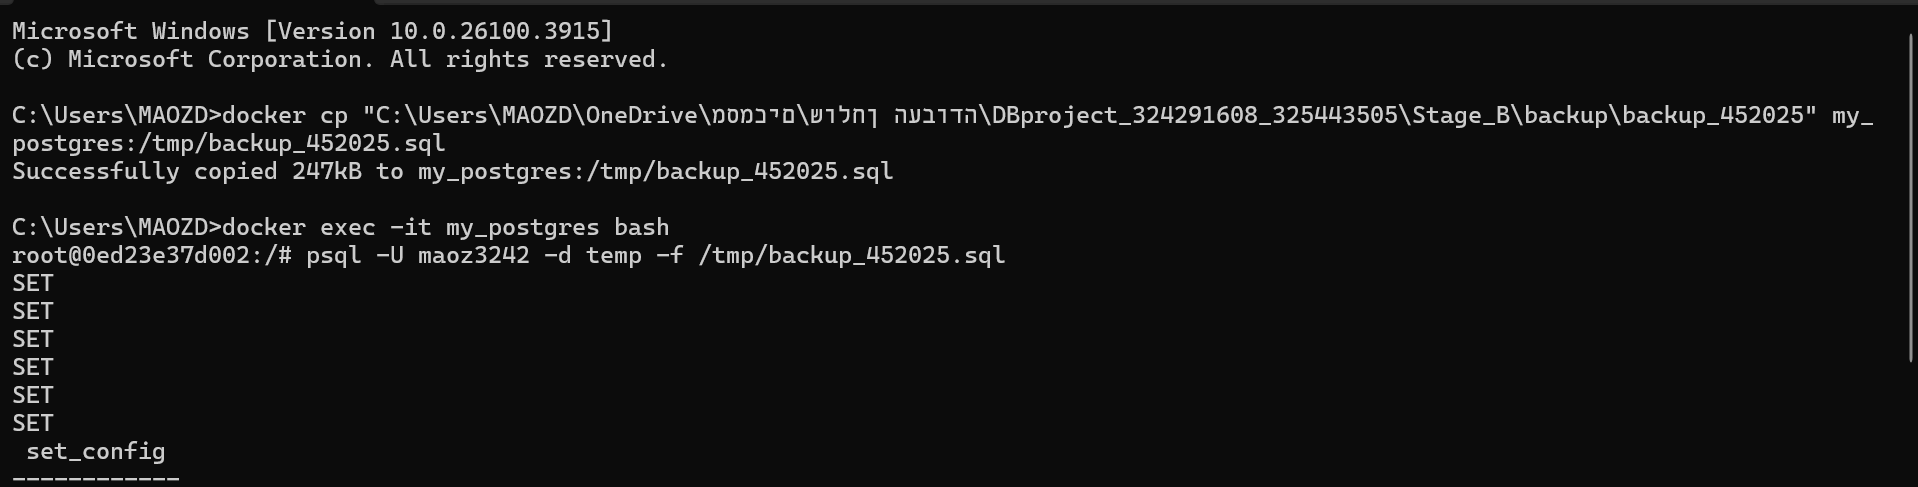 Microsoft Windows [Version 10.0.26100.3915]
(c) Microsoft Corporation. All rights reserved.
C:\Users\MAOZD>docker cp "C:\Users\MAOZD\OneDrive\מסמכים\שולחן העבודה\DBproject_324291608_325443505\Stage_B\backup\backup_452025" my_
postgres:/tmp/backup_452025.sql
Successfully copied 247kB to my_postgres:/tmp/backup_452025.sql
C:\Users\MAOZD>docker exec -it my_postgres bash
root@0ed23e37d002:/# psql -U maoz3242 -d temp -f /tmp/backup_452025.sql
SET
SET
SET
SET
SET
SET
 set_config
------------